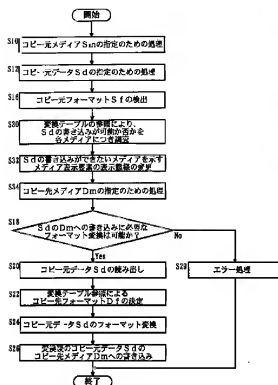 開始
S10
コピー元メディアSmの指定のための処理
S12
コピー元データSdの指定のための処理
S16
コピー元フォーマットSfの検出
S30
変換テーブルの参照により、
Sdの書き込みが可能か否かを
各メディアにつき調査
S32
Sdの書き込みができないメディアを示す
メディア表示要素の表示態様の変更
S34
コピー先メディアDmの指定のための処理
S18
SdのDmへの書き込みに必要な
フォーマット変換は可能か?
No
Yes
S20
コピー元データSdの読み出し
S29
エラー処理
S22
変換テーブル参照による
コピー先フォーマットDfの決定
S24
コピー元データSdのフォーマット変換
S26
変換後のコピー元データSdの
コピー先メディアDmへの書き込み
終了